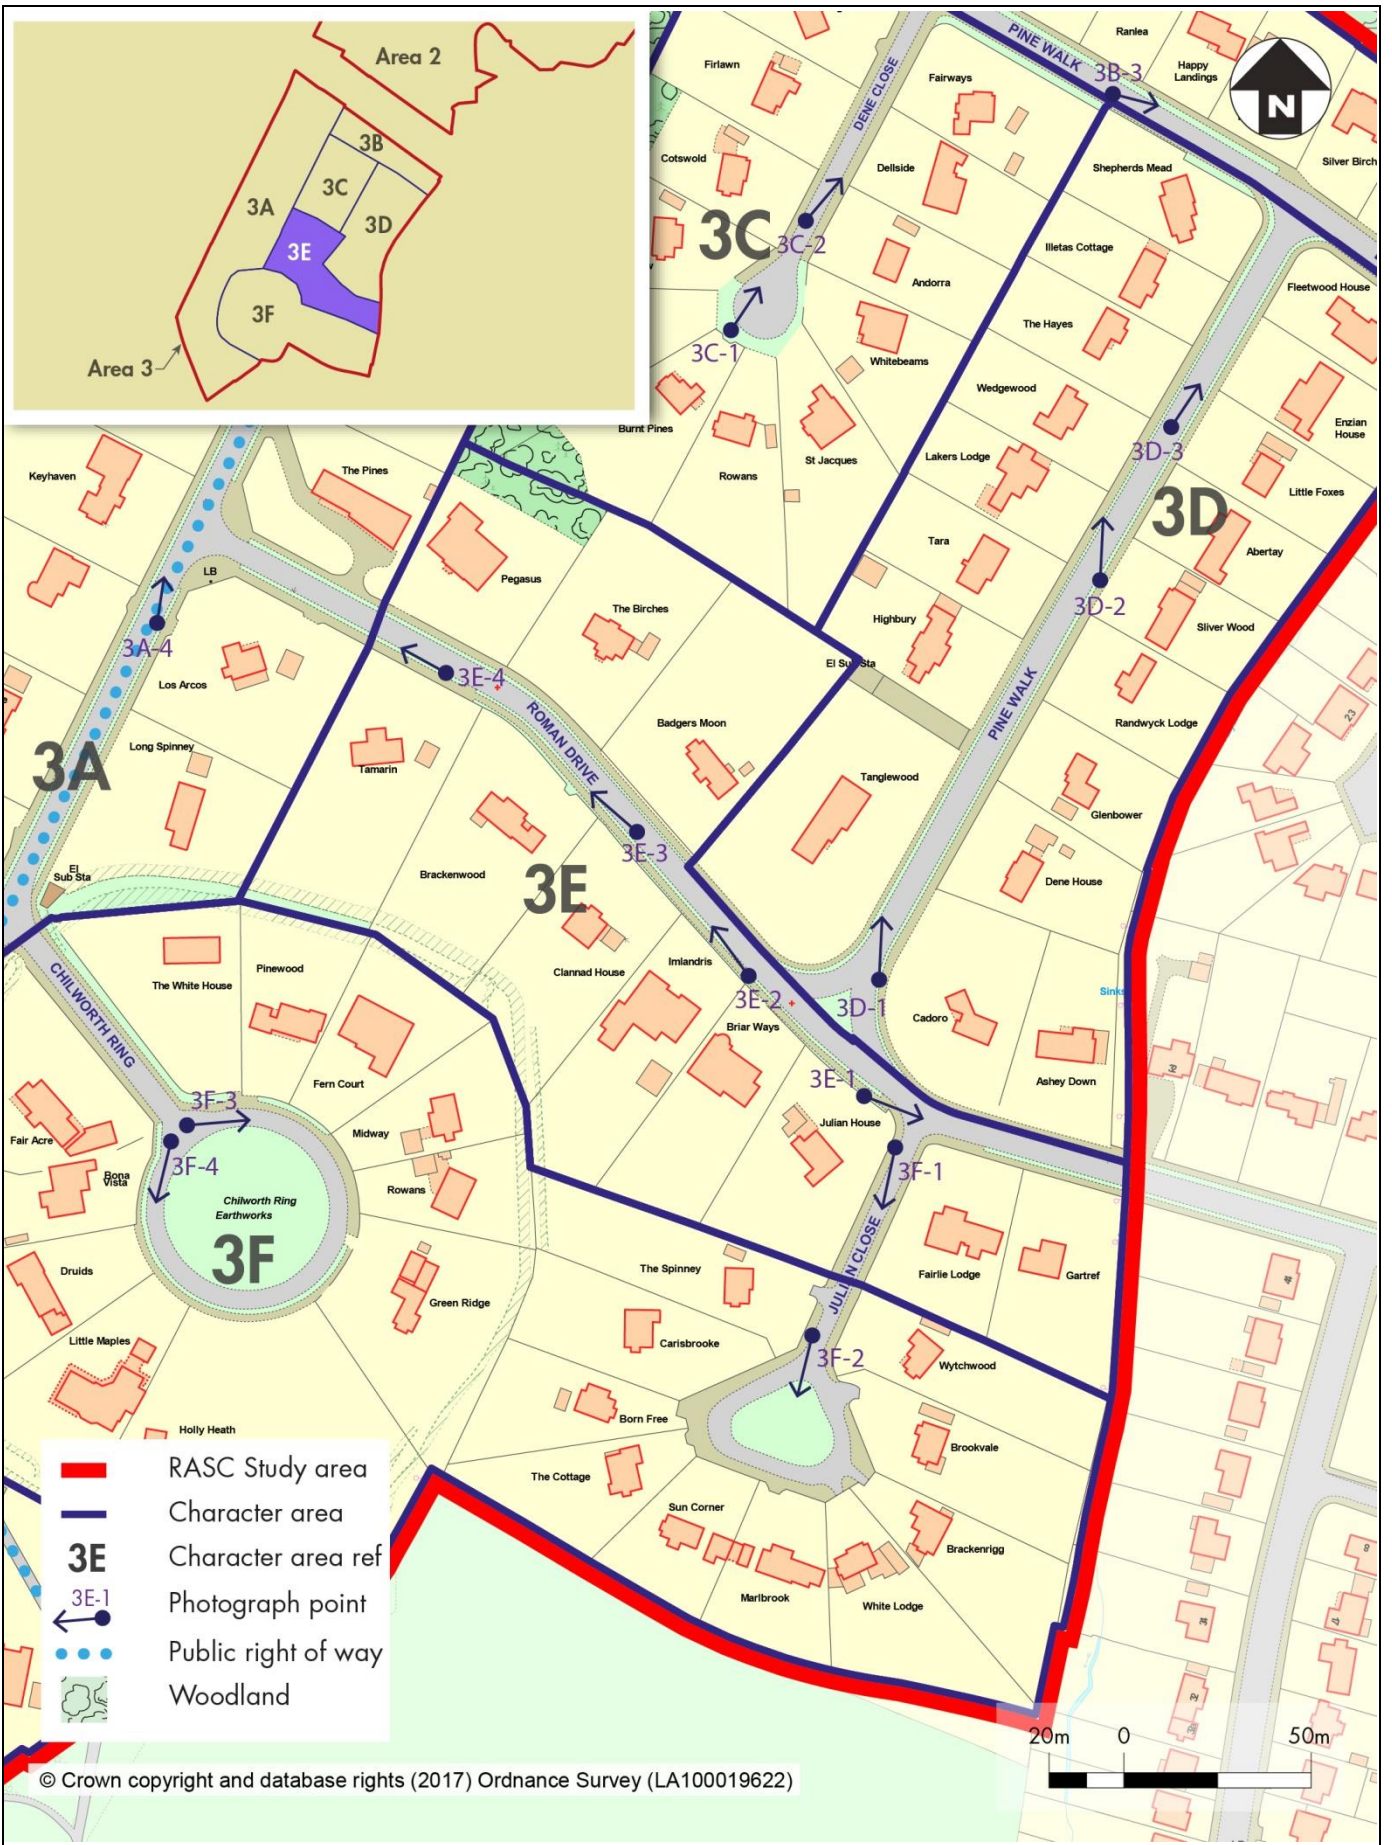 Area 2
3B
3C
3A
3D
3E
3F
Area 3
PINE WALK
Ranlea
Happy
Landings
3B-3
N
Firlawn
Fairways
DENE CLOSE
Silver Birch
Cotswold
Dellside
Shepherds Mead
3C
3C-2
Illetas Cottage
Andorra
Fleetwood House
The Hayes
3C-1
Whitebeams
Wedgewood
Burnt Pines
Enzian
House
3D-3
Lakers Lodge
St Jacques
Rowans
Keyhaven
The Pines
Little Foxes
3D
Tara
Abertay
LB
Pegasus
3D-2
The Birches
Highbury
Sliver Wood
3A-4
El Sub Sta
Los Arcos
3E-4
PINE WALK
ROMAN DRIVE
Badgers Moon
Randwyck Lodge
23
Long Spinney
3A
Tamarin
Tanglewood
Glenbower
3E-3
El
Sub Sta
Brackenwood
3E
Dene House
Imlandris
Clannad House
Pinewood
The White House
CHILWORTH RING
3E-2
3D-1
Sinks
Cadoro
Briar Ways
Fern Court
3E-1
Ashey Down
3F-3
Julian House
Midway
Fair Acre
3F-4
3F-1
Bona
Vista
Rowans
Chilworth Ring
Earthworks
3F
JULIAN CLOSE
Druids
The Spinney
Fairlie Lodge
Gartref
44
Green Ridge
Little Maples
Carisbrooke
3F-2
Wytchwood
Born Free
Holly Heath
Brookvale
The Cottage
Sun Corner
Brackenrigg
Marlbrook
White Lodge
8
34
32
RASC Study area
Character area
3E
Character area ref
3E-1
Photograph point
Public right of way
Woodland
20m
0
50m
© Crown copyright and database rights (2017) Ordnance Survey (LA100019622)